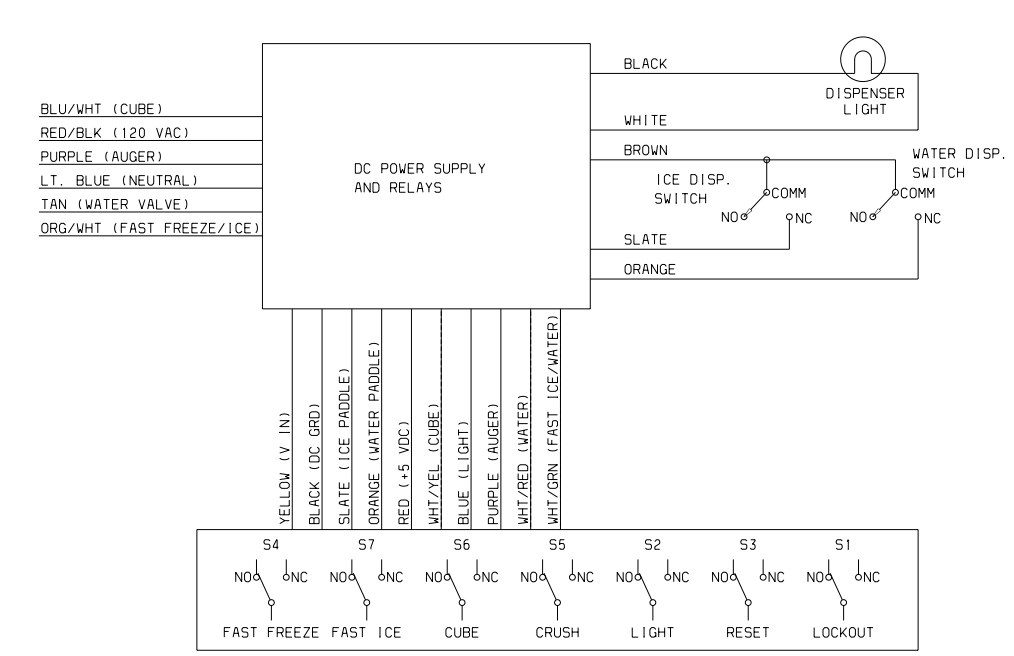 BLACK
DISPENSER
LIGHT
BLU/WHT (CUBE)
WHITE
RED/BLK (120 VAC)
PURPLE (AUGER)
BROWN
WATER DISP.
SWITCH
DC POWER SUPPLY
AND RELAYS
LT. BLUE (NEUTRAL)
ICE DISP.
SWITCH
COMM
COMM
TAN (WATER VALVE)
NO
NC
NO
NC
ORG/WHT (FAST FREEZE/ICE)
SLATE
ORANGE
YELLOW (V IN)
BLACK (DC GRD)
SLATE (ICE PADDLE)
ORANGE (WATER PADDLE)
RED (+5 VDC)
WHT/YEL (CUBE)
BLUE (LIGHT)
PURPLE (AUGER)
WHT/RED (WATER)
WHT/GRN (FAST ICE/WATER)
S4 S7 S6 S5 S2 S3 S1
NO NC NO NC NO NC NO NC NO NC NO NC NO NC
FAST FREEZE FAST ICE CUBE CRUSH LIGHT RESET LOCKOUT